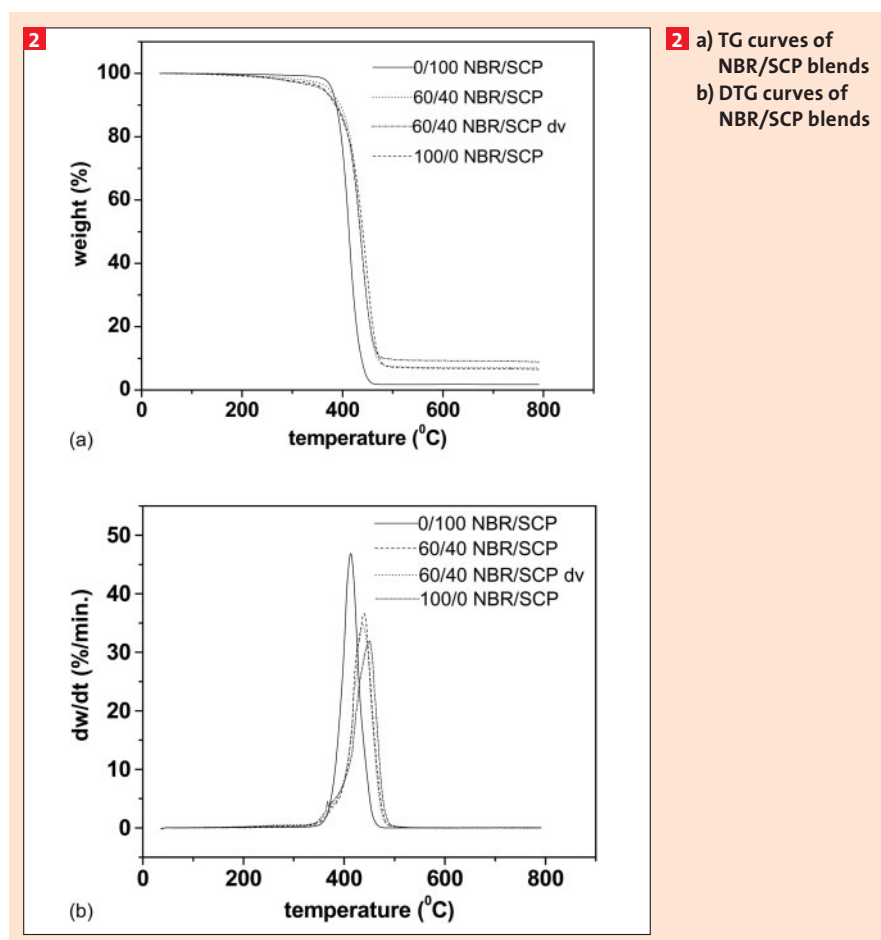 2
0/100 NBR/SCP
60/40 NBR/SCP
60/40 NBR/SCP dv
100/0 NBR/SCP
100
80
60
40
20
0
weight (%)
0 200 400 600 800
temperature (⁰C)
(a)
0/100 NBR/SCP
60/40 NBR/SCP
60/40 NBR/SCP dv
100/0 NBR/SCP
50
40
30
20
10
0
dw/dt (%/min.)
0 200 400 600 800
temperature (⁰C)
(b)
2 a) TG curves of
NBR/SCP blends
b) DTG curves of
NBR/SCP blends